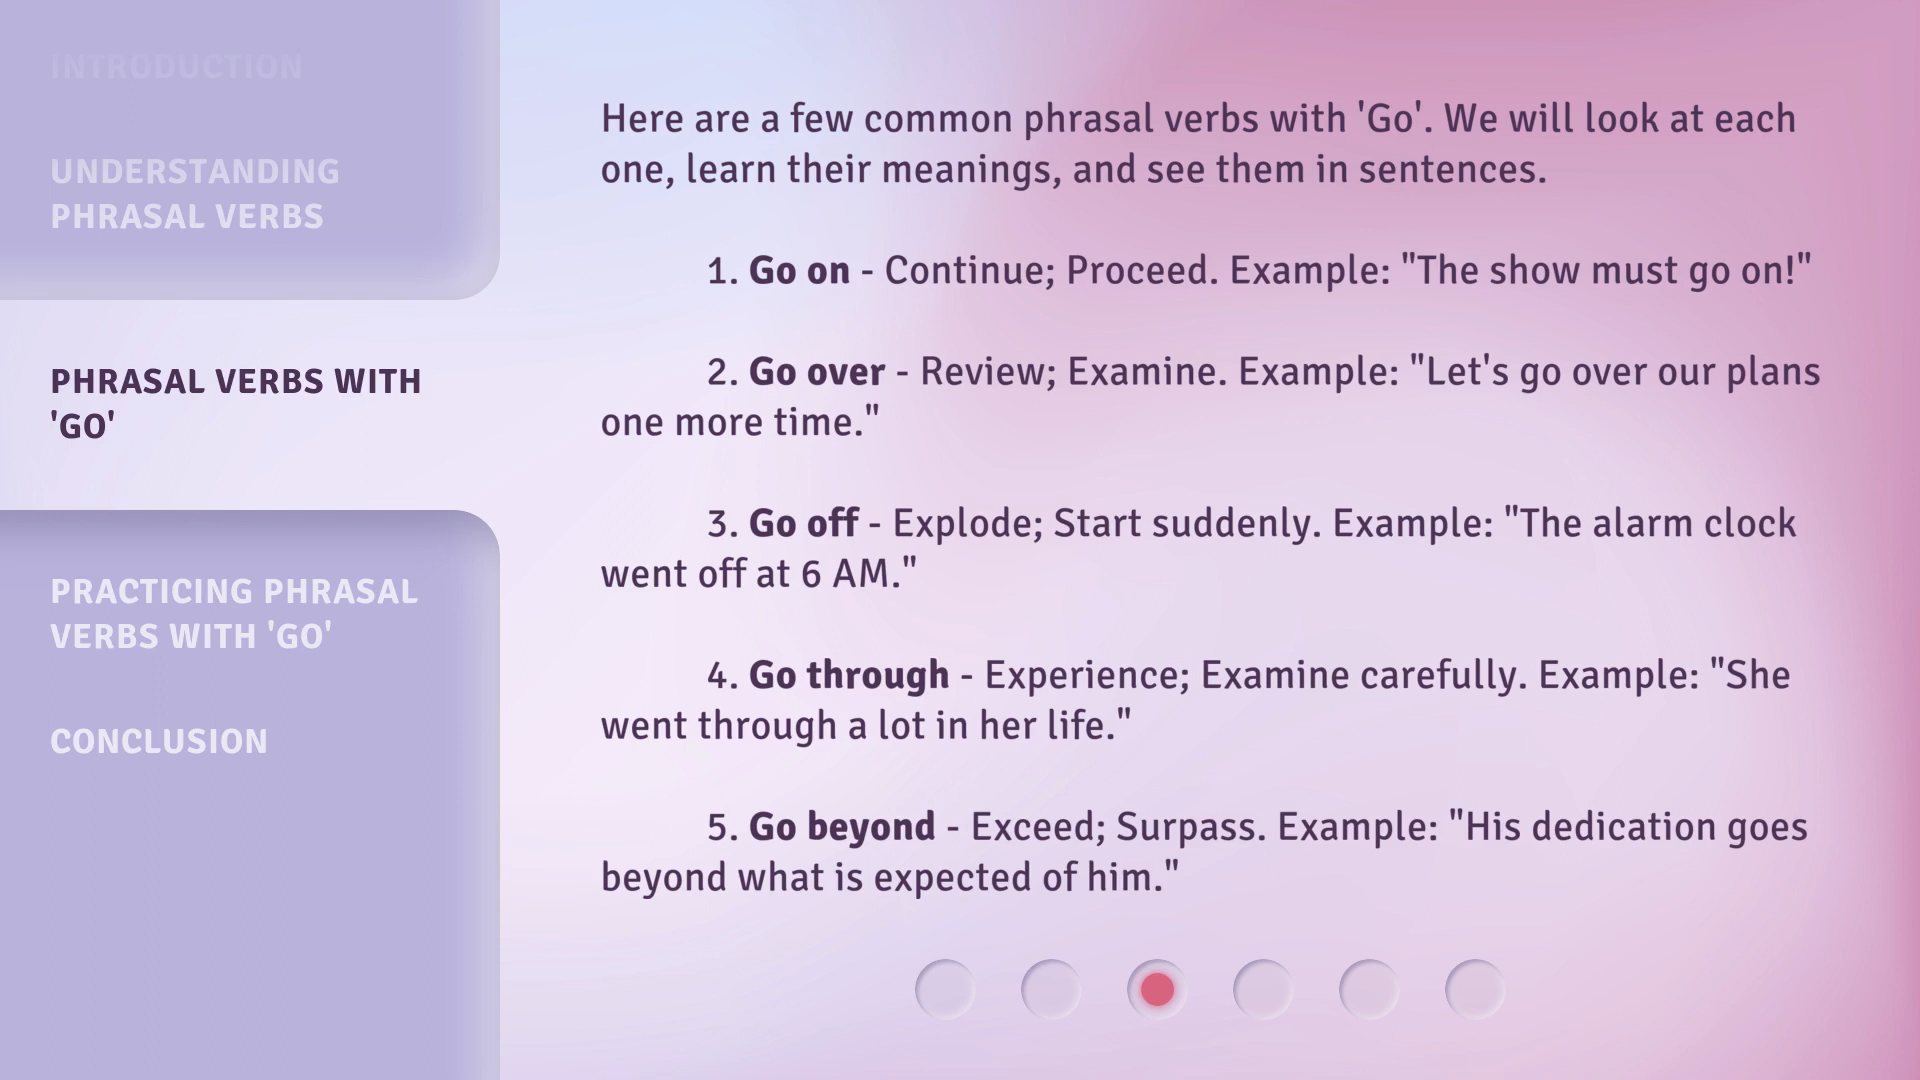 INTRODUCTION
UNDERSTANDING
PHRASAL VERBS
PHRASAL VERBS WITH
'GO'
PRACTICING PHRASAL
VERBS WITH 'GO'
CONCLUSION
Here are a few common phrasal verbs with 'Go'. We will look at each
one, learn their meanings, and see them in sentences.
1. Go on - Continue; Proceed. Example: "The show must go on!"
2. Go over - Review; Examine. Example: "Let's go over our plans
one more time."
3. Go off - Explode; Start suddenly. Example: "The alarm clock
went off at 6 AM."
4. Go through - Experience; Examine carefully. Example: "She
went through a lot in her life."
5. Go beyond - Exceed; Surpass. Example: "His dedication goes
beyond what is expected of him."